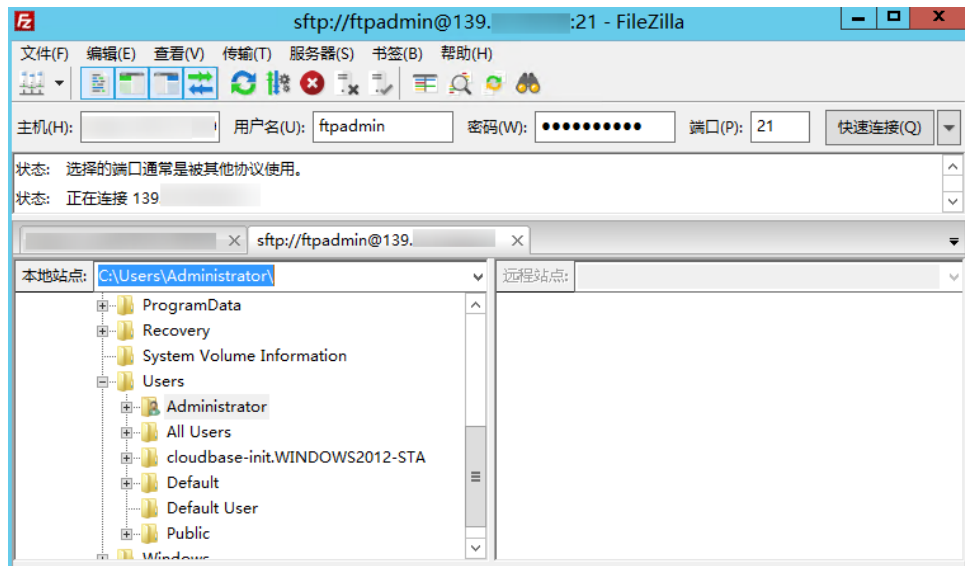 sftp://ftpadmin@139. :21 - FileZilla
文件(F) 编辑(E) 查看(V) 传输(T) 服务器(S) 书签(B) 帮助(H)
主机(H): 用户名(U): ftpadmin 密码(W): ●●●●●●●●●● 端口(P): 21 快速连接(Q)
状态: 选择的端口通常是被其他协议使用。
状态: 正在连接 139
sftp://ftpadmin@139.
本地站点: C:\Users\Administrator\ 远程站点:
ProgramData
Recovery
System Volume Information
Users
Administrator
All Users
cloudbase-init.WINDOWS2012-STA
Default
Default User
Public
Windows